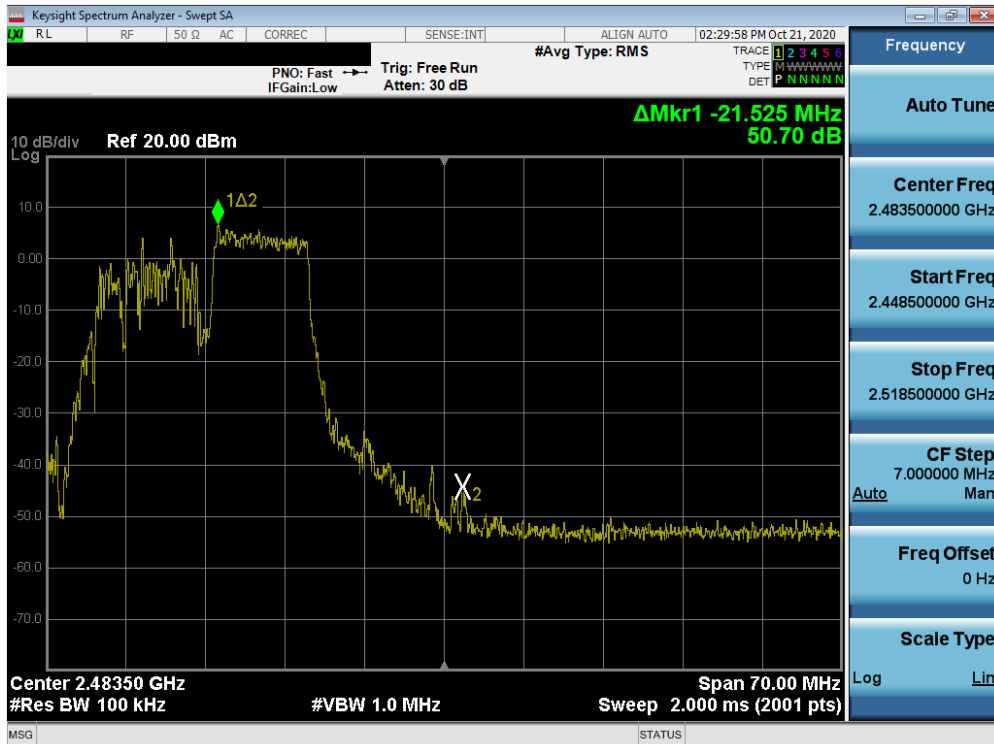 Keysight Spectrum Analyzer - Swept SA
LXI RL RF 50 Ω AC CORREC SENSE:INT ALIGN AUTO 02:29:58 PM Oct 21, 2020
PNO: Fast
IFGain:Low
Trig: Free Run
Atten: 30 dB
#Avg Type: RMS
TRACE 1 2 3 4 5 6
TYPE M WWWWW
DET P N N N N N
ΔMkr1 -21.525 MHz
50.70 dB
10 dB/div Ref 20.00 dBm
Log
10.0
0.00
-10.0
-20.0
-30.0
-40.0
-50.0
-60.0
-70.0
1Δ2
2
Center 2.48350 GHz
Span 70.00 MHz
#Res BW 100 kHz
#VBW 1.0 MHz
Sweep 2.000 ms (2001 pts)
MSG
STATUS
Frequency
Auto Tune
Center Freq
2.483500000 GHz
Start Freq
2.448500000 GHz
Stop Freq
2.518500000 GHz
CF Step
7.000000 MHz
Auto Man
Freq Offset
0 Hz
Scale Type
Log Lin